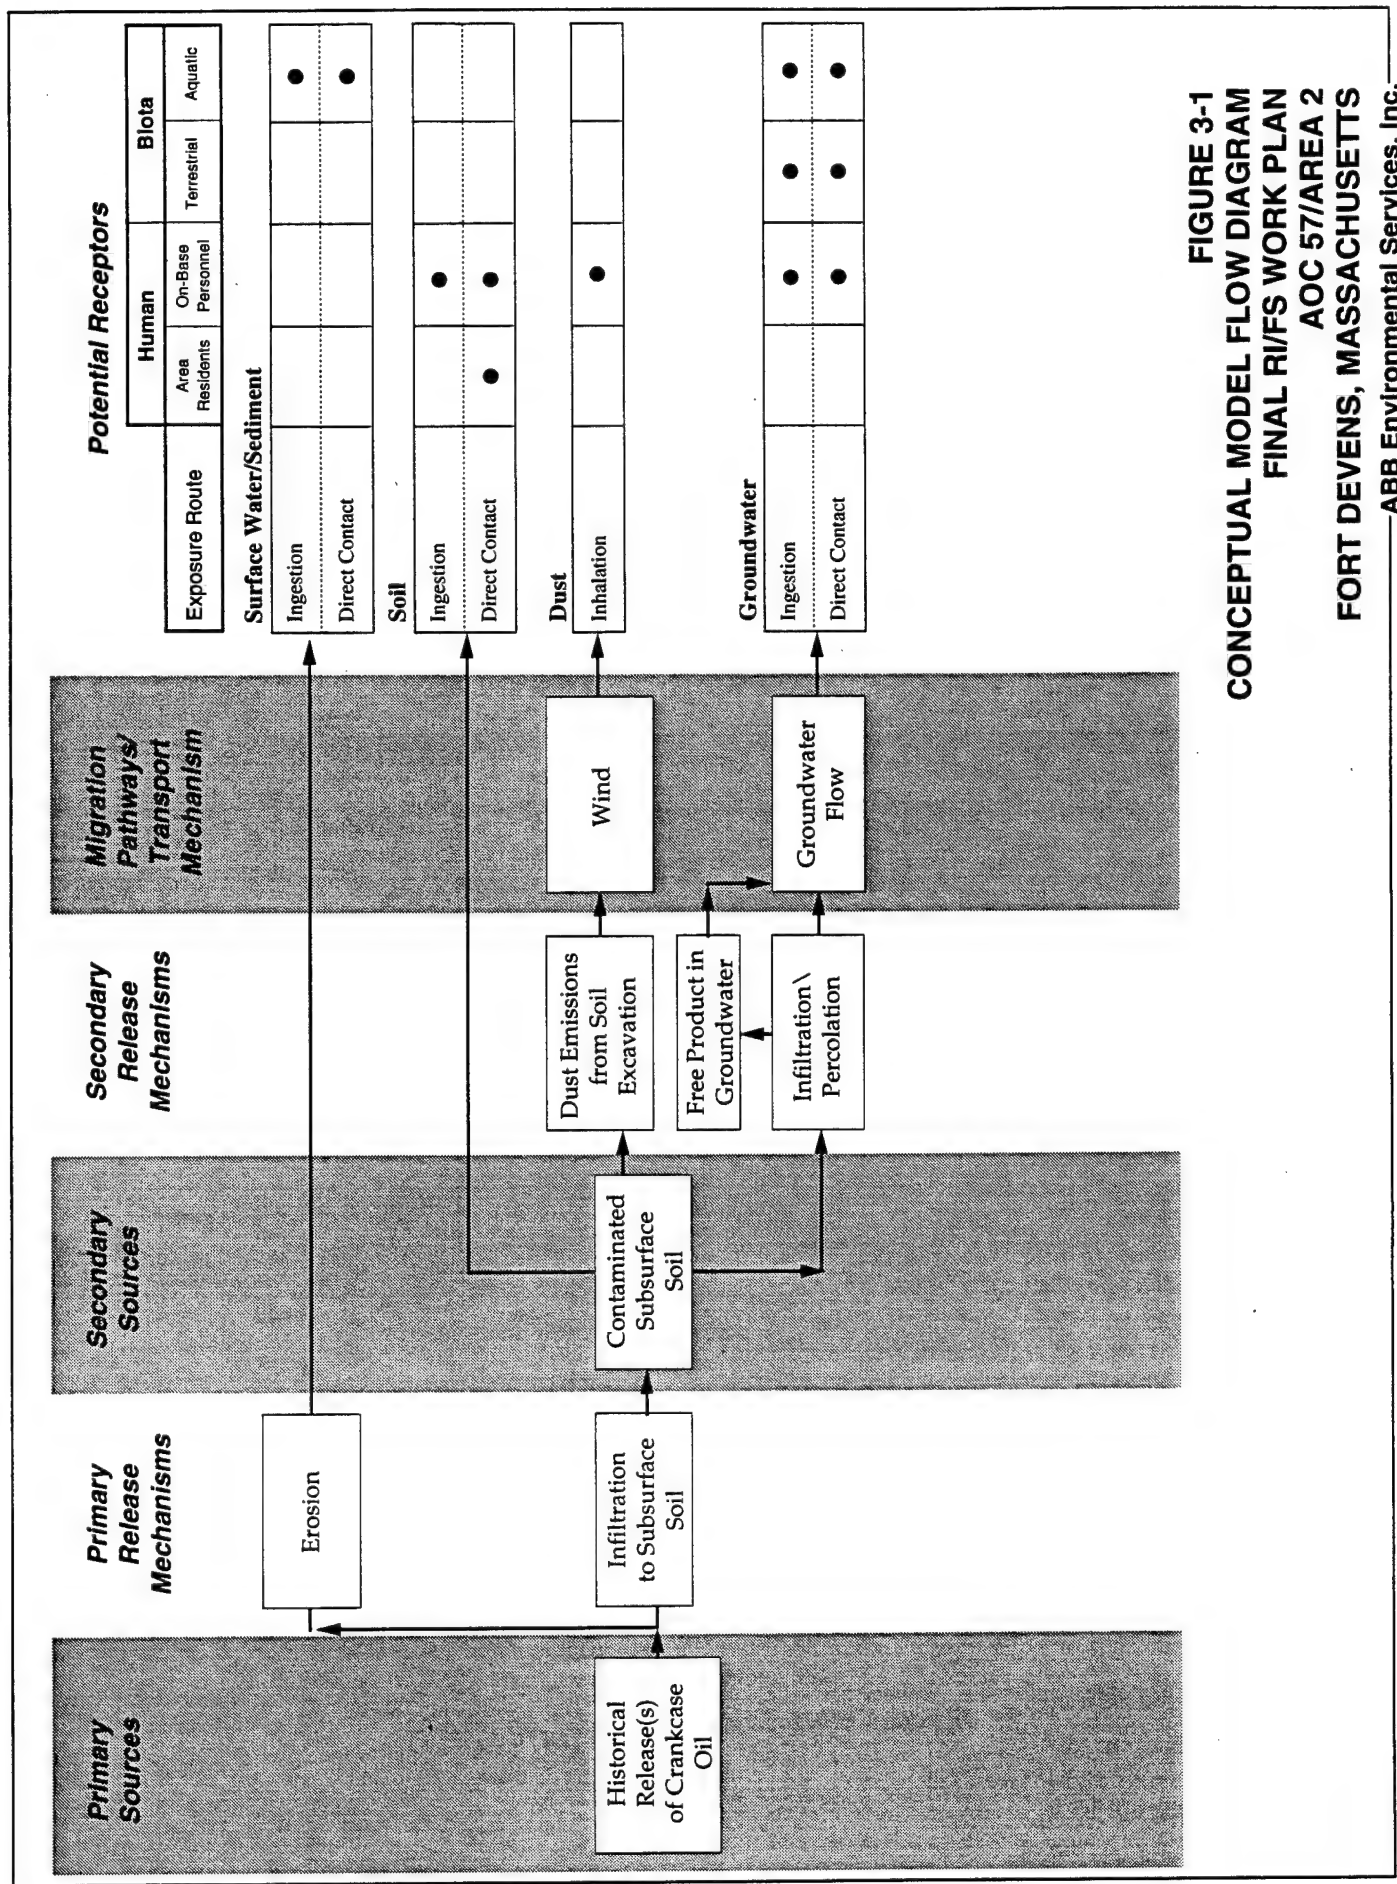 Primary
Sources
Primary
Release
Mechanisms
Secondary
Sources
Secondary
Release
Mechanisms
Migration
Pathways/
Transport
Mechanism
Potential Receptors
Human
Biota
Exposure Route
Area
Residents
On-Base
Personnel
Terrestrial
Aquatic
Historical
Release(s)
of Crankcase
Oil
Erosion
Infiltration
to Subsurface
Soil
Contaminated
Subsurface
Soil
Dust Emissions
from Soil
Excavation
Free Product in
Groundwater
Infiltration\
Percolation
Wind
Groundwater
Flow
Surface Water/Sediment
Ingestion
Direct Contact
Soil
Ingestion
Direct Contact
Dust
Inhalation
Groundwater
Ingestion
Direct Contact
FIGURE 3-1
CONCEPTUAL MODEL FLOW DIAGRAM
FINAL RI/FS WORK PLAN
AOC 57/AREA 2
FORT DEVENS, MASSACHUSETTS
ABB Environmental Services, Inc.